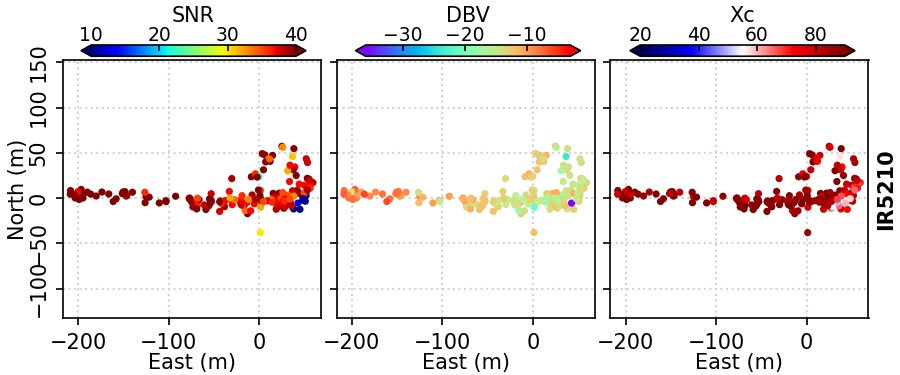 SNR DBV Xc
10 20 30 40 −30 −20 −10 20 40 60 80
150
100
50
0
−50
−100
North (m)
IR5210
−200 −100 0 −200 −100 0 −200 −100 0
East (m) East (m) East (m)